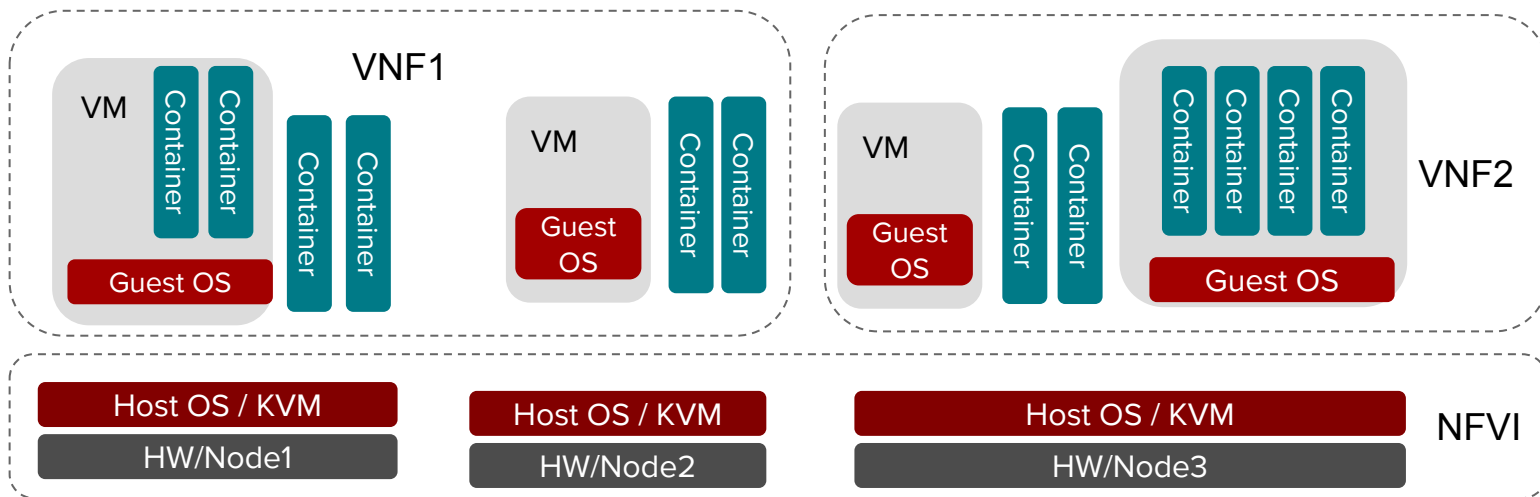 VNF1
VM
Container
Container
Guest OS
Container
Container
VM
Guest
OS
Container
Container
VNF2
VM
Guest
OS
Container
Container
Container
Container
Container
Container
Guest OS
Host OS / KVM
HW/Node1
Host OS / KVM
HW/Node2
Host OS / KVM
HW/Node3
NFVI